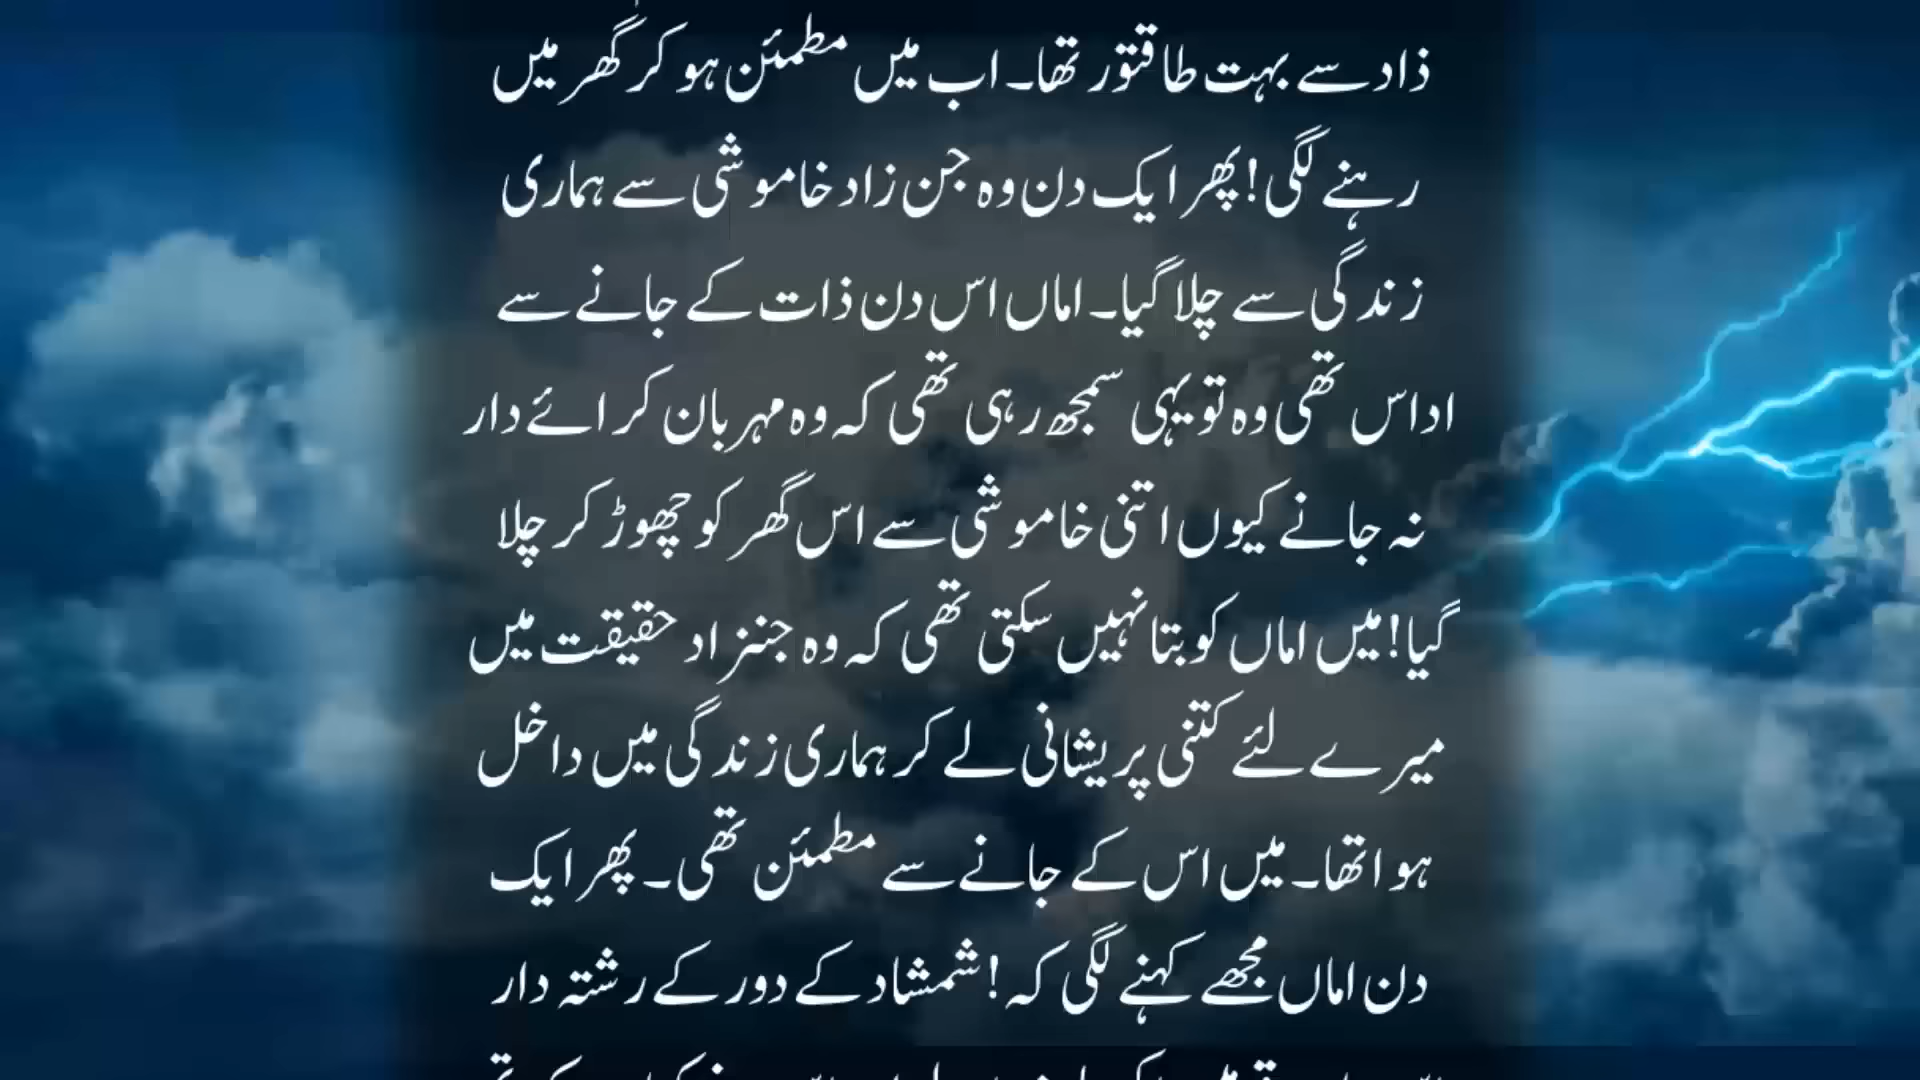 ذاد سے بہت طاقتور تھا۔ اب میں مطمئن ہو کر گھر میں
رہنے لگی! پھر ایک دن وہ جن زاد خاموشی سے ہماری
زندگی سے چلا گیا۔ اماں اس دن ذات کے جانے سے
اداس تھی وہ تو یہی سمجھ رہی تھی کہ وہ مہربان کرائے دار
نہ جانے کیوں اتنی خاموشی سے اس گھر کو چھوڑ کر چلا
گیا! میں اماں کو بتا نہیں سکتی تھی کہ وہ جننزاد حقیقت میں
میرے لئے کتنی پریشانی لے کر ہماری زندگی میں داخل
ہوا تھا۔ میں اس کے جانے سے مطمئن تھی۔ پھر ایک
دن اماں مجھے کہنے لگی کہ! شمشاد کے دور کے رشتہ دار